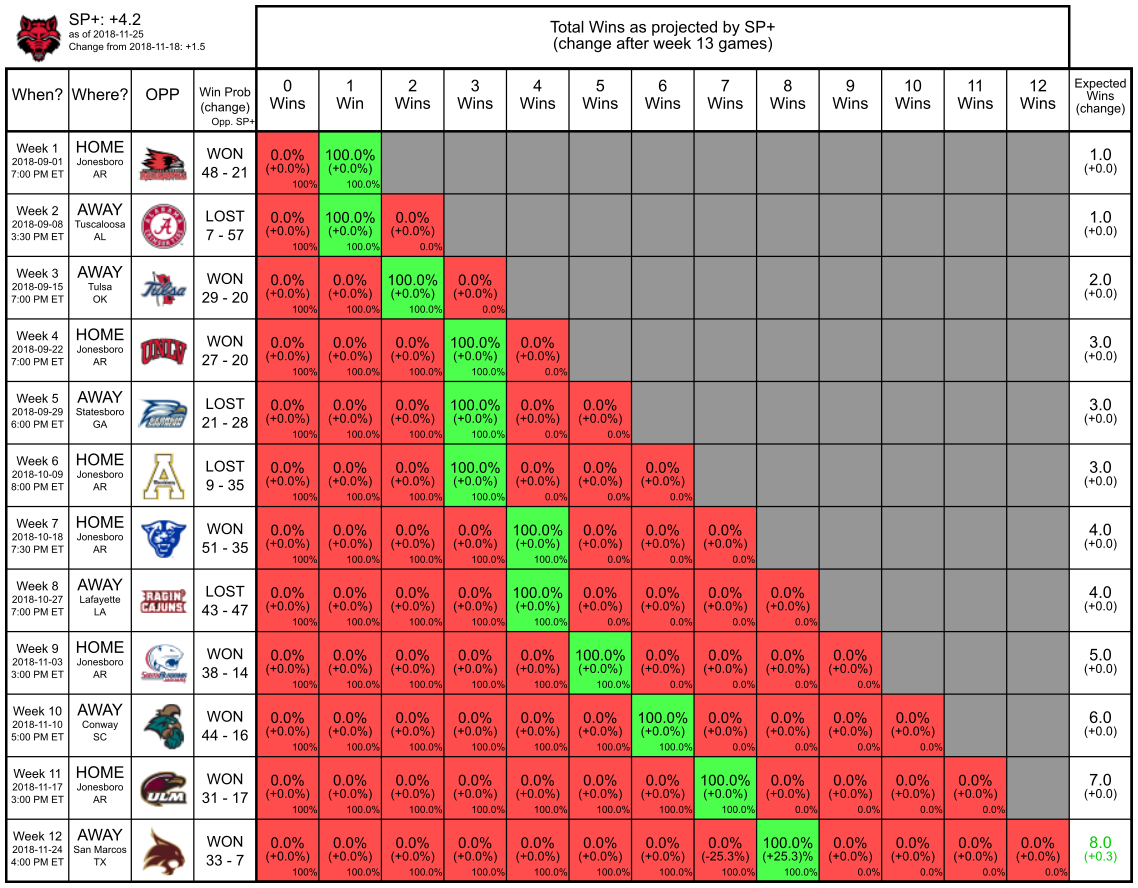 SP+: +4.2
as of 2018-11-25
Change from 2018-11-18: +1.5
Total Wins as projected by SP+
(change after week 13 games)
When? Where? OPP Win Prob (change) Opp. SP+ 0 Wins 1 Win 2 Wins 3 Wins 4 Wins 5 Wins 6 Wins 7 Wins 8 Wins 9 Wins 10 Wins 11 Wins 12 Wins Expected Wins (change)
Week 1 HOME WON 0.0% 100.0% 1.0
2018-09-01 Jonesboro (+0.0%) (+0.0%) (+0.0)
7:00 PM ET AR 48 - 21 100% 100.0%
Week 2 AWAY LOST 0.0% 100.0% 0.0% 1.0
2018-09-08 Tuscaloosa A (+0.0%) (+0.0%) (+0.0%) (+0.0)
3:30 PM ET AL 7 - 57 100% 100.0% 0.0%
Week 3 AWAY WON 0.0% 0.0% 100.0% 0.0% 2.0
2018-09-15 Tulsa Tulsa (+0.0%) (+0.0%) (+0.0%) (+0.0%) (+0.0)
7:00 PM ET OK 29 - 20 100% 100.0% 100.0% 0.0%
Week 4 HOME WON 0.0% 0.0% 0.0% 100.0% 0.0% 3.0
2018-09-22 Jonesboro UNLV (+0.0%) (+0.0%) (+0.0%) (+0.0%) (+0.0%) (+0.0)
7:00 PM ET AR 27 - 20 100% 100.0% 100.0% 100.0% 0.0%
Week 5 AWAY LOST 0.0% 0.0% 0.0% 100.0% 0.0% 0.0% 3.0
2018-09-29 Statesboro (+0.0%) (+0.0%) (+0.0%) (+0.0%) (+0.0%) (+0.0%) (+0.0)
6:00 PM ET GA 21 - 28 100% 100.0% 100.0% 100.0% 0.0% 0.0%
Week 6 HOME LOST 0.0% 0.0% 0.0% 100.0% 0.0% 0.0% 0.0% 3.0
2018-10-09 Jonesboro A (+0.0%) (+0.0%) (+0.0%) (+0.0%) (+0.0%) (+0.0%) (+0.0%) (+0.0)
8:00 PM ET AR 9 - 35 100% 100.0% 100.0% 100.0% 0.0% 0.0% 0.0%
Week 7 HOME WON 0.0% 0.0% 0.0% 0.0% 100.0% 0.0% 0.0% 0.0% 4.0
2018-10-18 Jonesboro (+0.0%) (+0.0%) (+0.0%) (+0.0%) (+0.0%) (+0.0%) (+0.0%) (+0.0%) (+0.0)
7:30 PM ET AR 51 - 35 100% 100.0% 100.0% 100.0% 100.0% 0.0% 0.0% 0.0%
Week 8 AWAY LOST 0.0% 0.0% 0.0% 0.0% 100.0% 0.0% 0.0% 0.0% 0.0% 4.0
2018-10-27 Lafayette RAGIN' CAJUNS (+0.0%) (+0.0%) (+0.0%) (+0.0%) (+0.0%) (+0.0%) (+0.0%) (+0.0%) (+0.0%) (+0.0)
7:00 PM ET LA 43 - 47 100% 100.0% 100.0% 100.0% 100.0% 0.0% 0.0% 0.0% 0.0%
Week 9 HOME WON 0.0% 0.0% 0.0% 0.0% 0.0% 100.0% 0.0% 0.0% 0.0% 0.0% 5.0
2018-11-03 Jonesboro (+0.0%) (+0.0%) (+0.0%) (+0.0%) (+0.0%) (+0.0%) (+0.0%) (+0.0%) (+0.0%) (+0.0%) (+0.0)
3:00 PM ET AR 38 - 14 100% 100.0% 100.0% 100.0% 100.0% 100.0% 0.0% 0.0% 0.0% 0.0%
Week 10 AWAY WON 0.0% 0.0% 0.0% 0.0% 0.0% 0.0% 100.0% 0.0% 0.0% 0.0% 0.0% 6.0
2018-11-10 Conway (+0.0%) (+0.0%) (+0.0%) (+0.0%) (+0.0%) (+0.0%) (+0.0%) (+0.0%) (+0.0%) (+0.0%) (+0.0%) (+0.0)
5:00 PM ET SC 44 - 16 100% 100.0% 100.0% 100.0% 100.0% 100.0% 100.0% 0.0% 0.0% 0.0% 0.0%
Week 11 HOME WON 0.0% 0.0% 0.0% 0.0% 0.0% 0.0% 0.0% 100.0% 0.0% 0.0% 0.0% 0.0% 7.0
2018-11-17 Jonesboro ULM (+0.0%) (+0.0%) (+0.0%) (+0.0%) (+0.0%) (+0.0%) (+0.0%) (+0.0%) (+0.0%) (+0.0%) (+0.0%) (+0.0%) (+0.0)
3:00 PM ET AR 31 - 17 100% 100.0% 100.0% 100.0% 100.0% 100.0% 100.0% 100.0% 0.0% 0.0% 0.0% 0.0%
Week 12 AWAY WON 0.0% 0.0% 0.0% 0.0% 0.0% 0.0% 0.0% 0.0% 100.0% 0.0% 0.0% 0.0% 0.0% 8.0
2018-11-24 San Marcos (+0.0%) (+0.0%) (+0.0%) (+0.0%) (+0.0%) (+0.0%) (+0.0%) (-25.3%) (+25.3)% (+0.0%) (+0.0%) (+0.0%) (+0.0%) (+0.3)
4:00 PM ET TX 33 - 7 100% 100.0% 100.0% 100.0% 100.0% 100.0% 100.0% 100.0% 100.0% 0.0% 0.0% 0.0% 0.0%